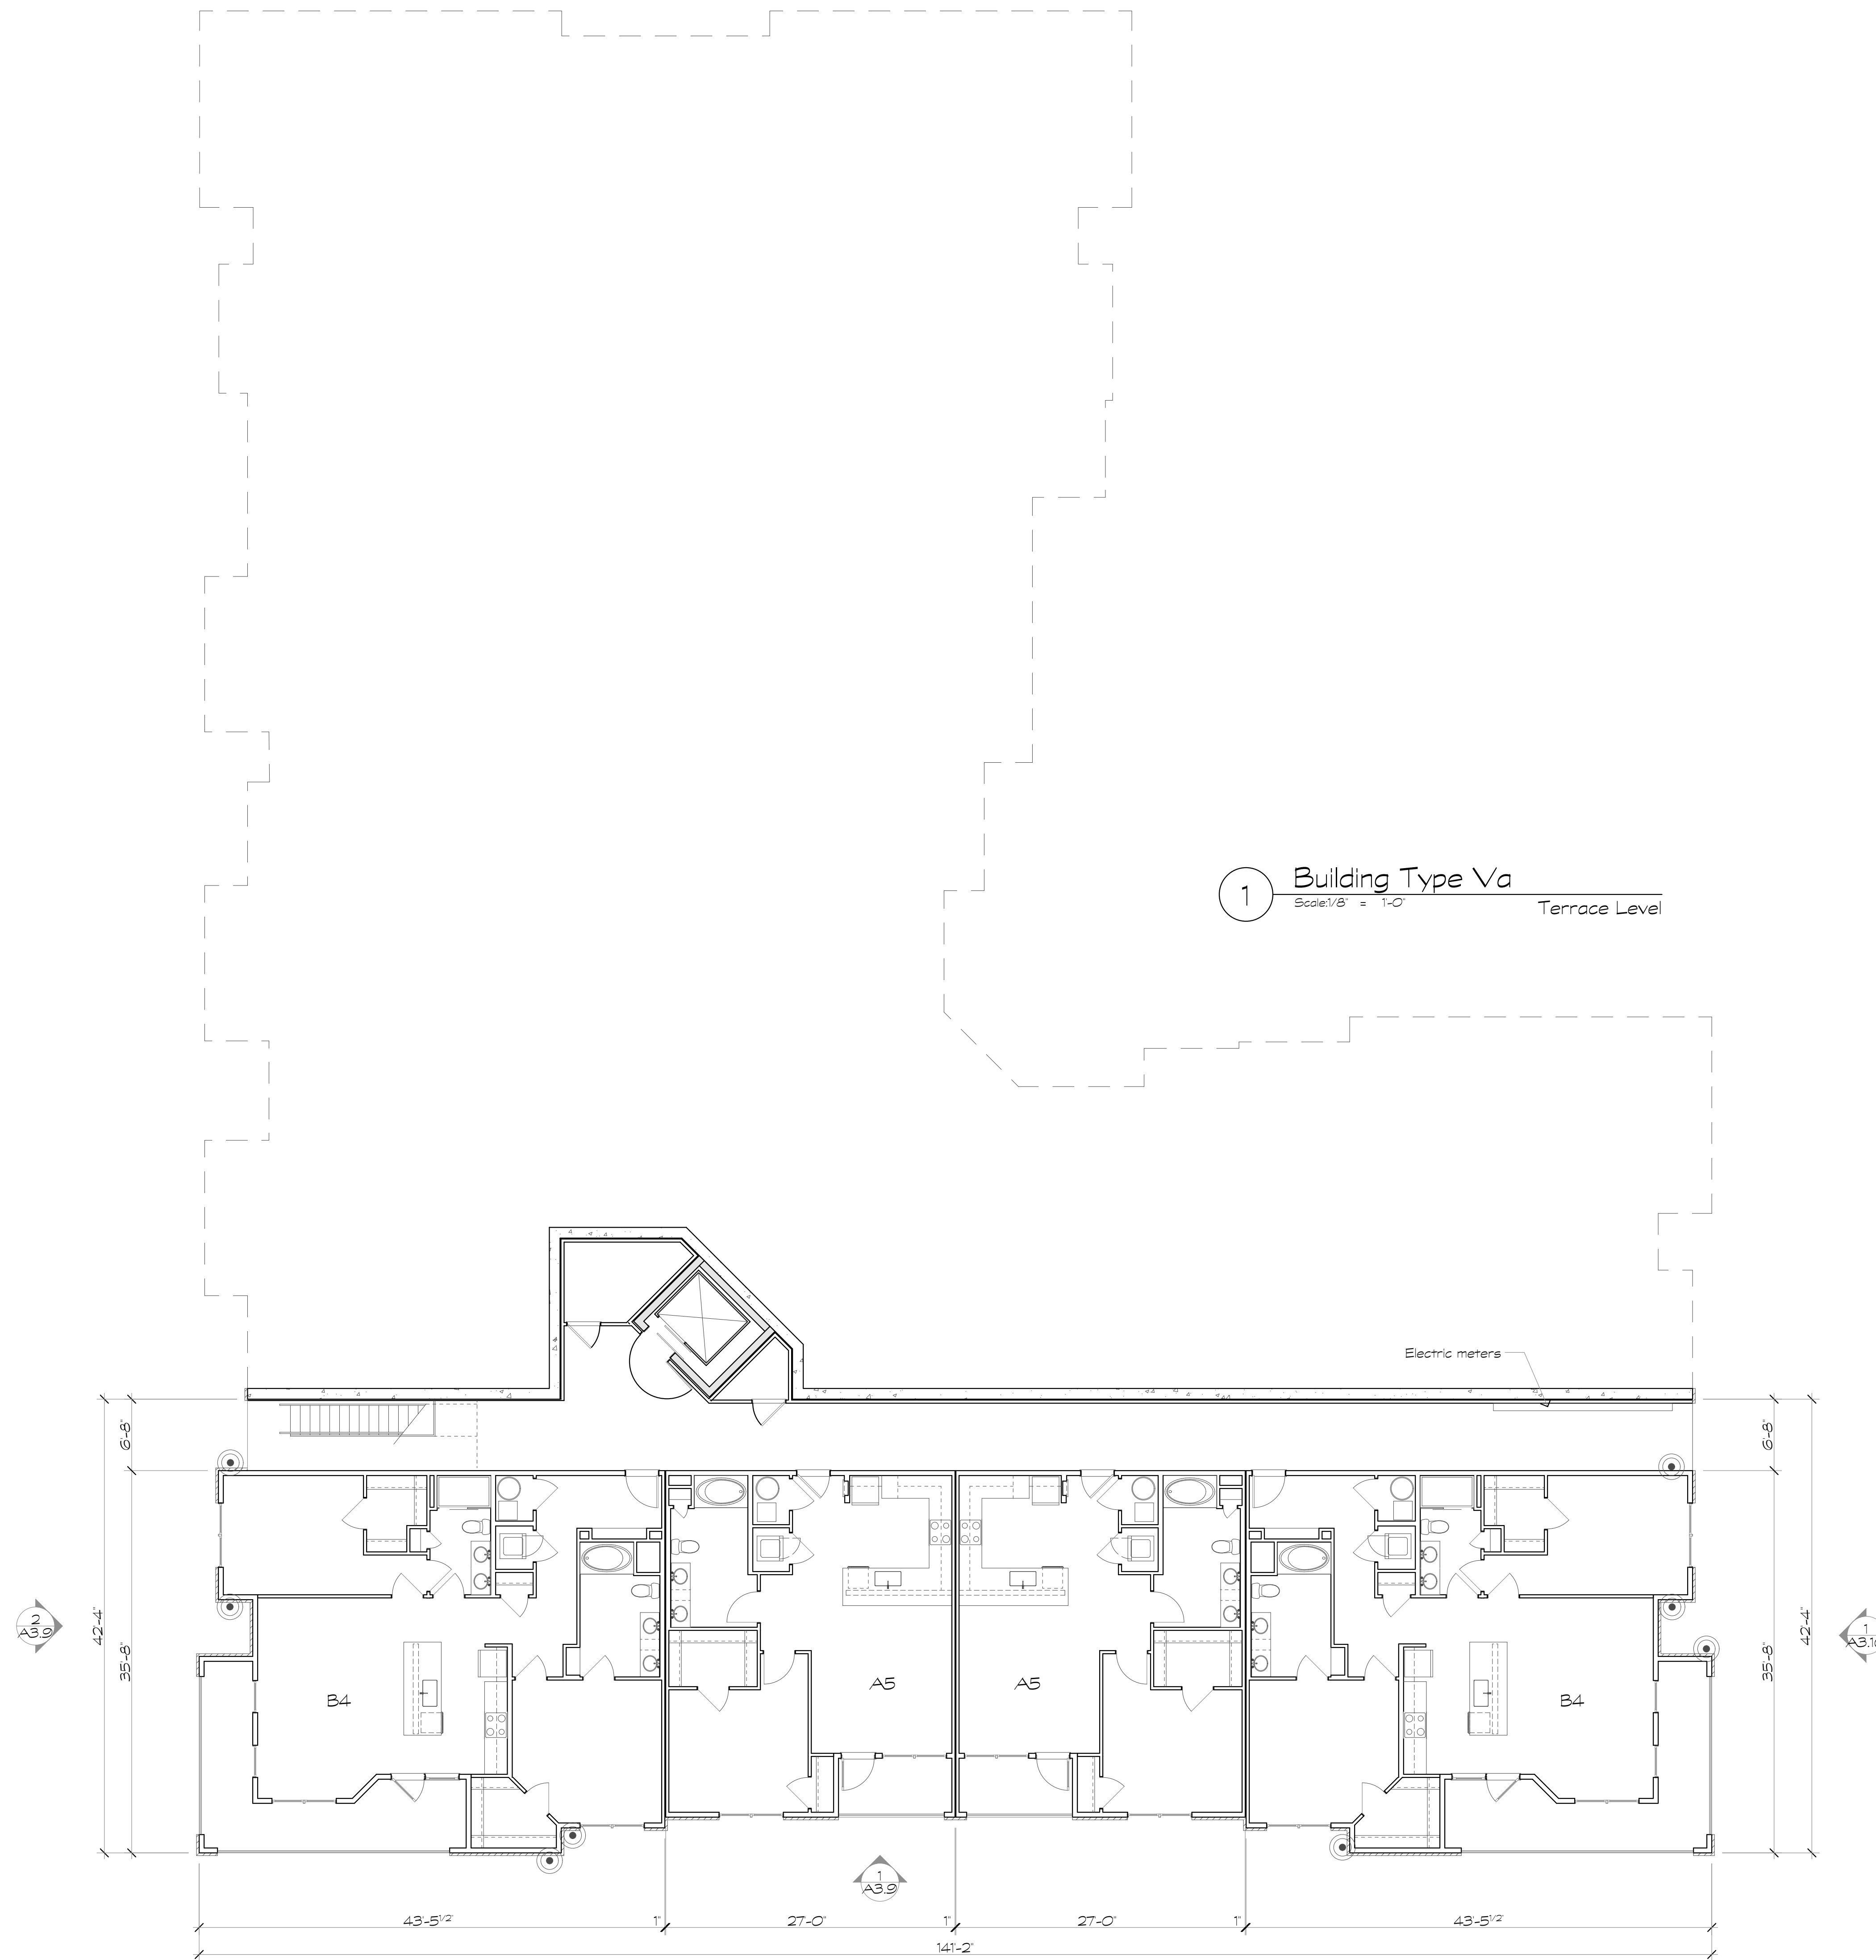 1
Building Type Va
Scale:1/8" = 1'-0"
Terrace Level
Electric meters
6'-8"
6'-8"
42'-4"
35'-8"
2
A3.9
B4
A5
A5
B4
35'-8"
42'-4"
1
1
A3.9
43'-5 1/2"
1"
27'-0"
1"
27'-0"
1"
43'-5 1/2"
141'-2"